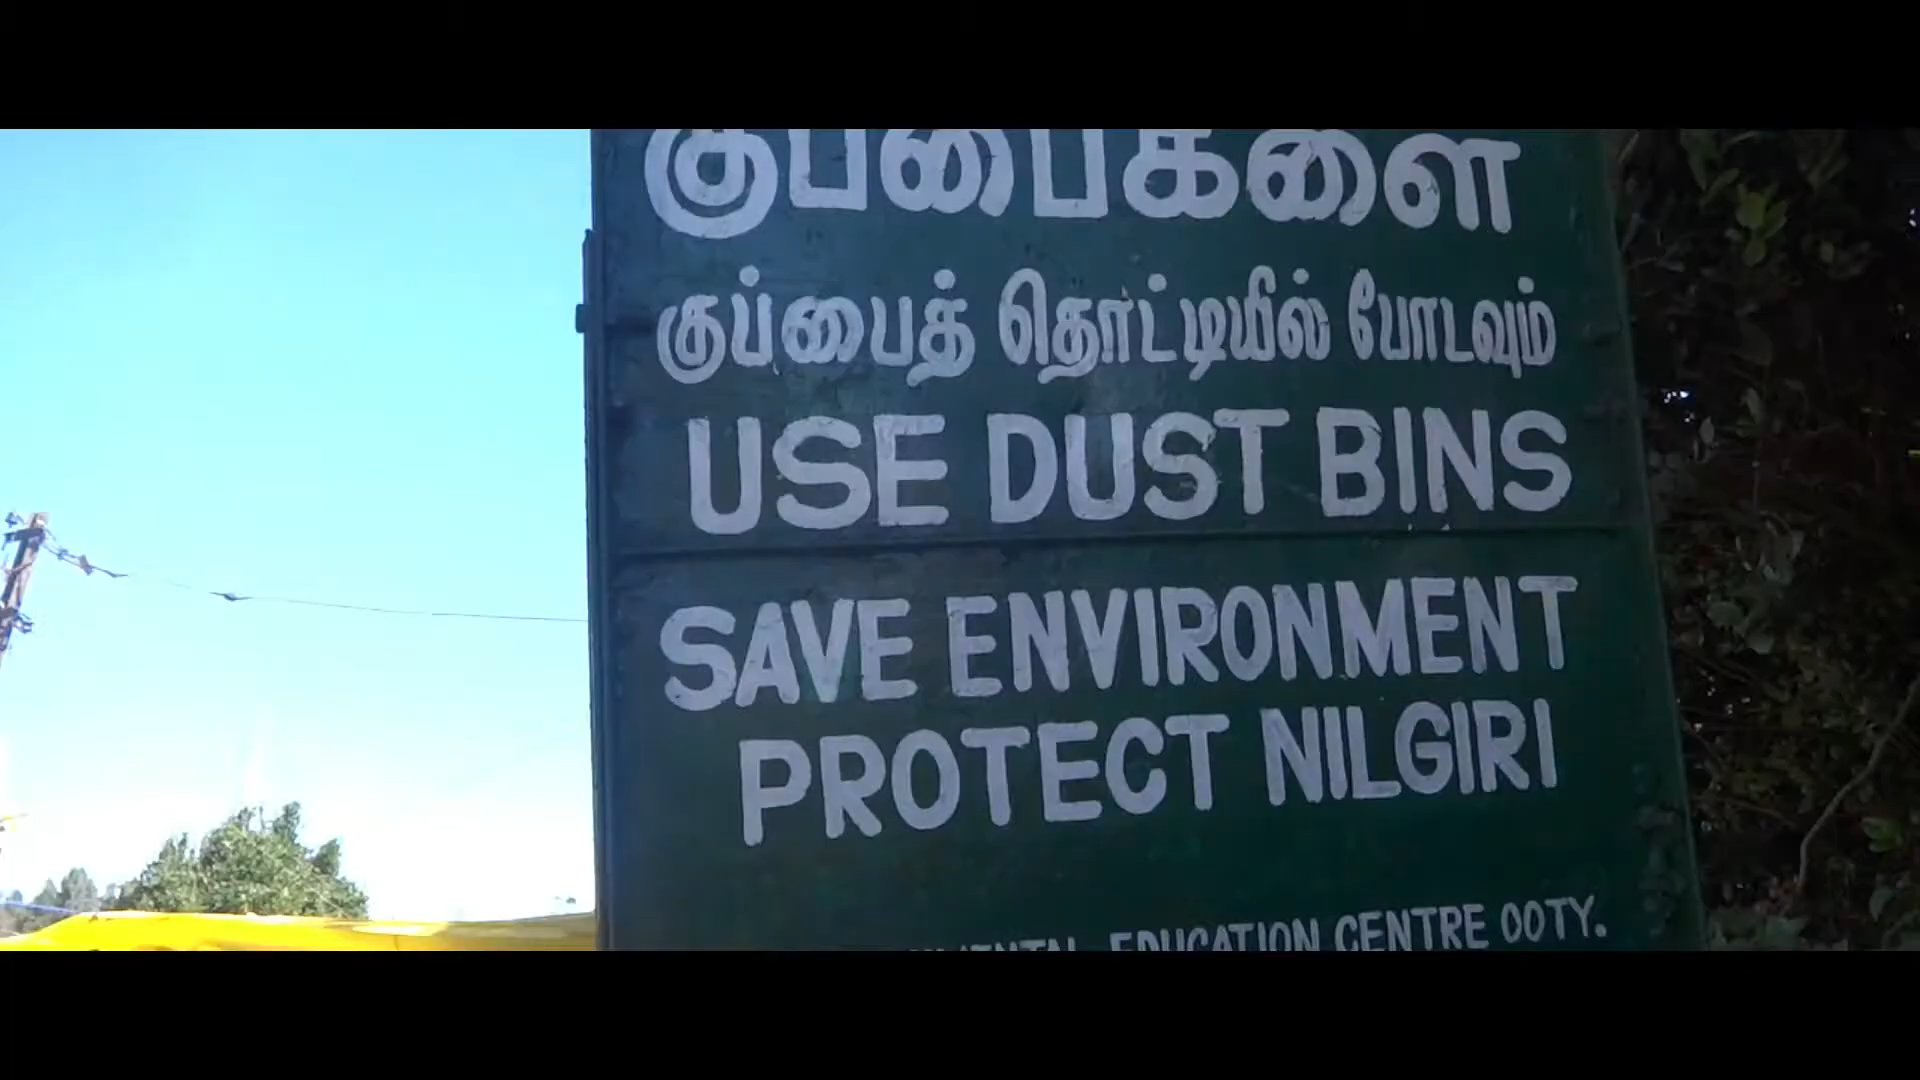 குப்பைகளை
குப்பைத் தொட்டியில் போடவும்
USE DUST BINS
SAVE ENVIRONMENT
PROTECT NILGIRI
EDUCATION CENTRE OOTY.